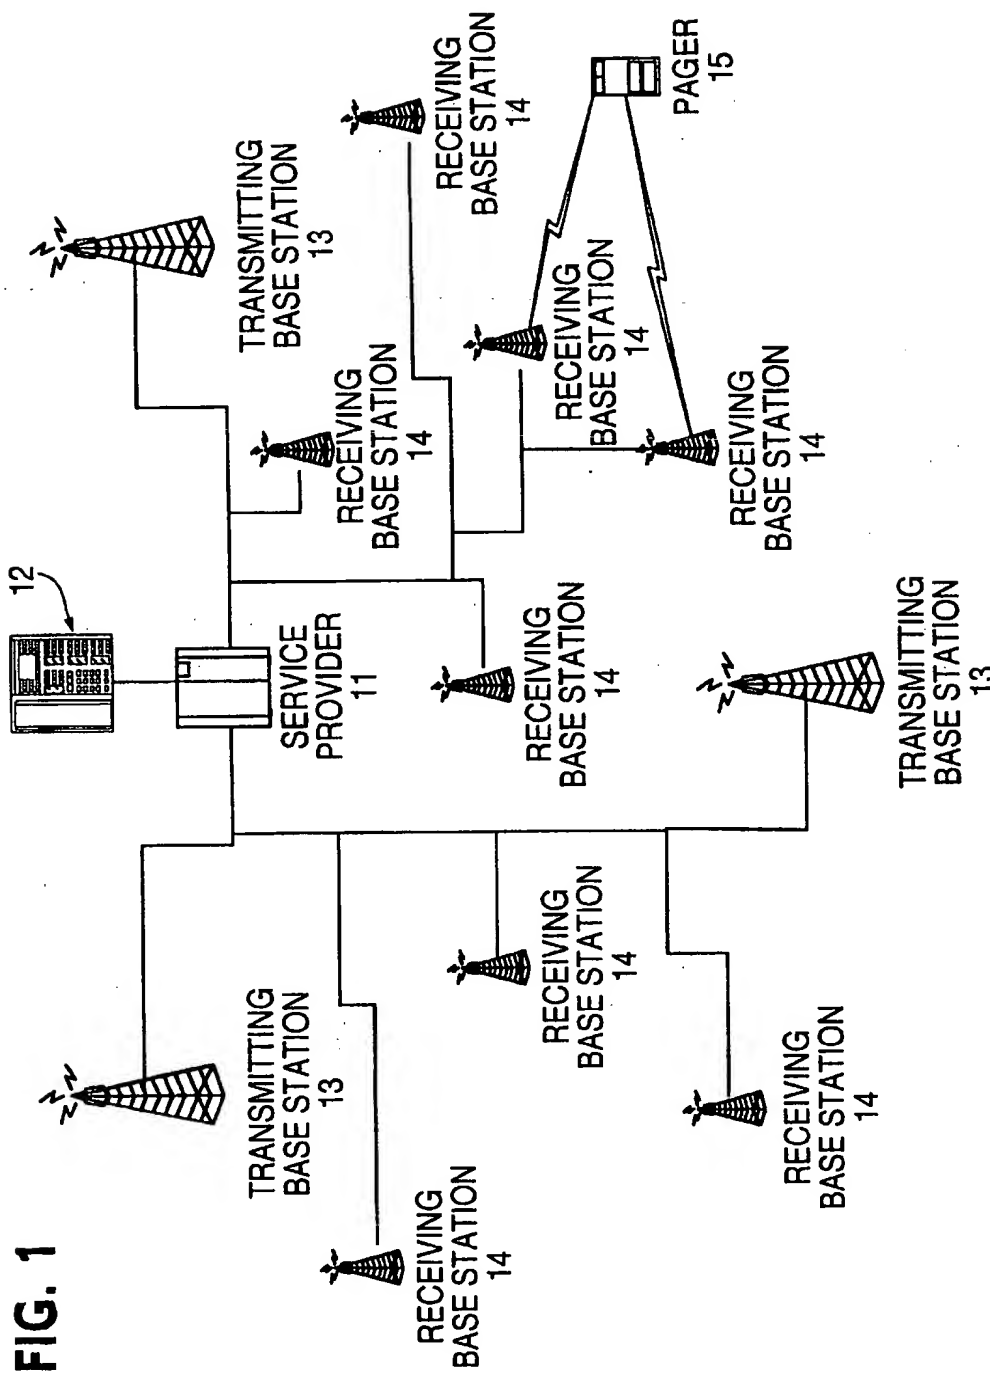 FIG. 1
12
SERVICE
PROVIDER
11
TRANSMITTING
BASE STATION
13
TRANSMITTING
BASE STATION
13
RECEIVING
BASE STATION
14
RECEIVING
BASE STATION
14
RECEIVING
BASE STATION
14
RECEIVING
BASE STATION
14
RECEIVING
BASE STATION
14
RECEIVING
BASE STATION
14
PAGER
15
RECEIVING
BASE STATION
14
RECEIVING
BASE STATION
14
TRANSMITTING
BASE STATION
13